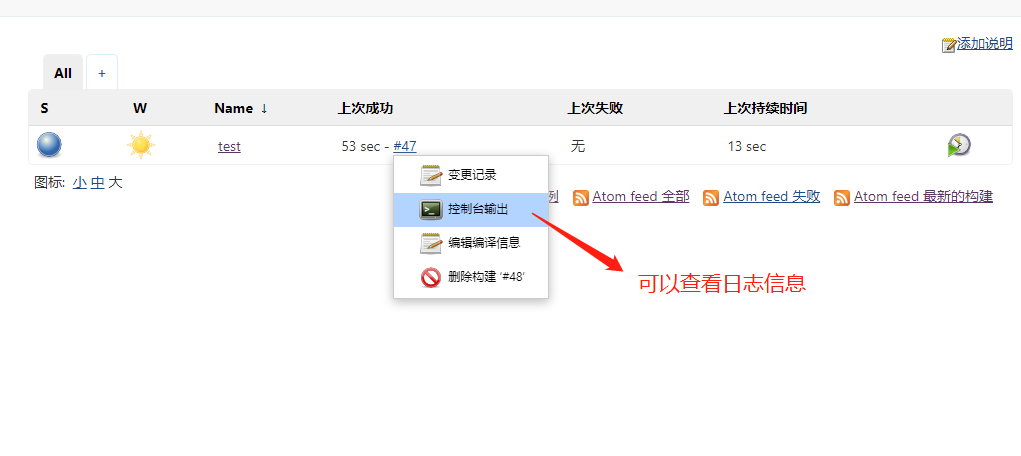 添加说明
All
+
S W Name ↓ 上次成功 上次失败 上次持续时间
test 53 sec - #47 无 13 sec
图标: 小 中 大
例 Atom feed 全部 Atom feed 失败 Atom feed 最新的构建
变更记录
控制台输出
编辑编译信息
删除构建 '#48'
可以查看日志信息